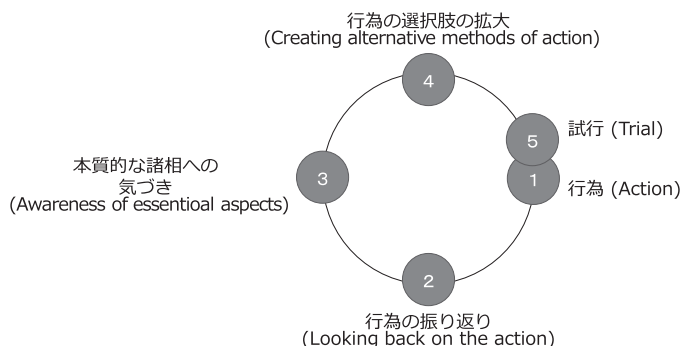 行為の選択肢の拡大
(Creating alternative methods of action)
4
5
試行 (Trial)
1
行為 (Action)
本質的な諸相への
気づき
(Awareness of essentioal aspects)
3
2
行為の振り返り
(Looking back on the action)